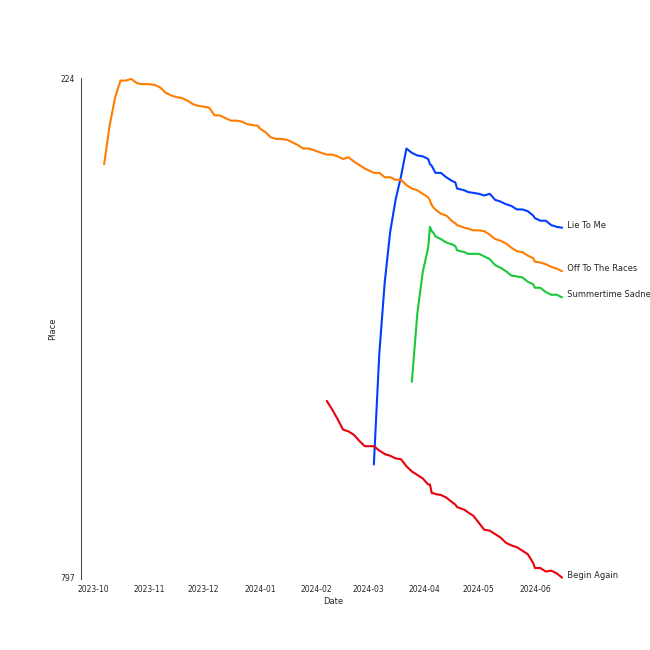 224
Place
797
2023-10 2023-11 2023-12 2024-01 2024-02 2024-03 2024-04 2024-05 2024-06
Date
Lie To Me
Off To The Races
Summertime Sadne
Begin Again